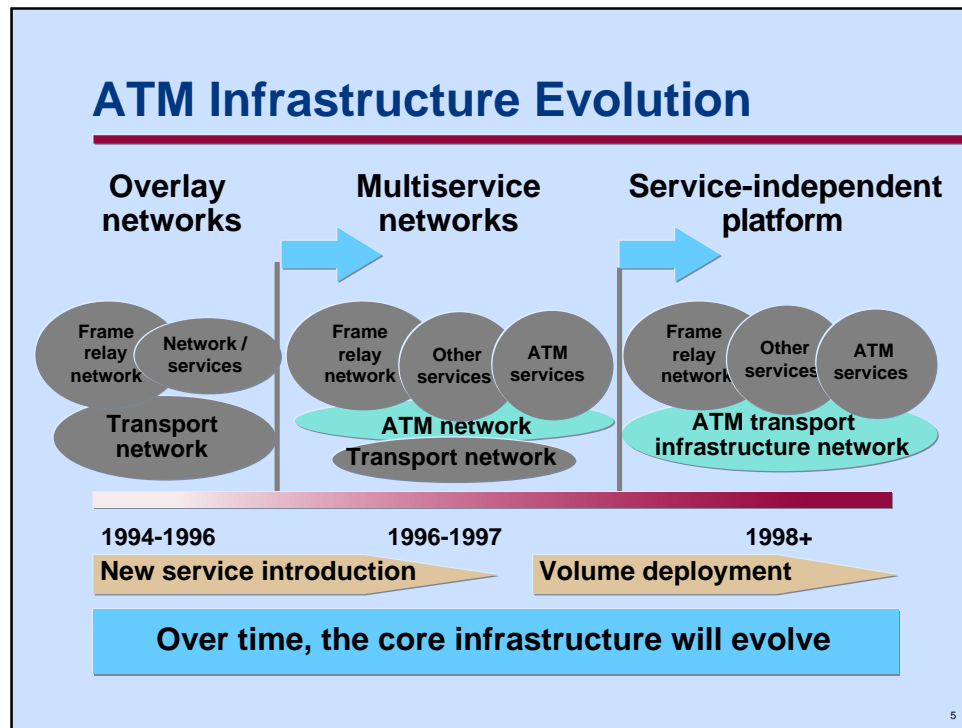 ATM Infrastructure Evolution
Overlay
networks
Multiservice
networks
Service-independent
platform
Frame
relay
network
Network /
services
Transport
network
Frame
relay
network
Other
services
ATM
services
ATM network
Transport network
Frame
relay
network
Other
services
ATM
services
ATM transport
infrastructure network
1994-1996
1996-1997
1998+
New service introduction
Volume deployment
Over time, the core infrastructure will evolve
5